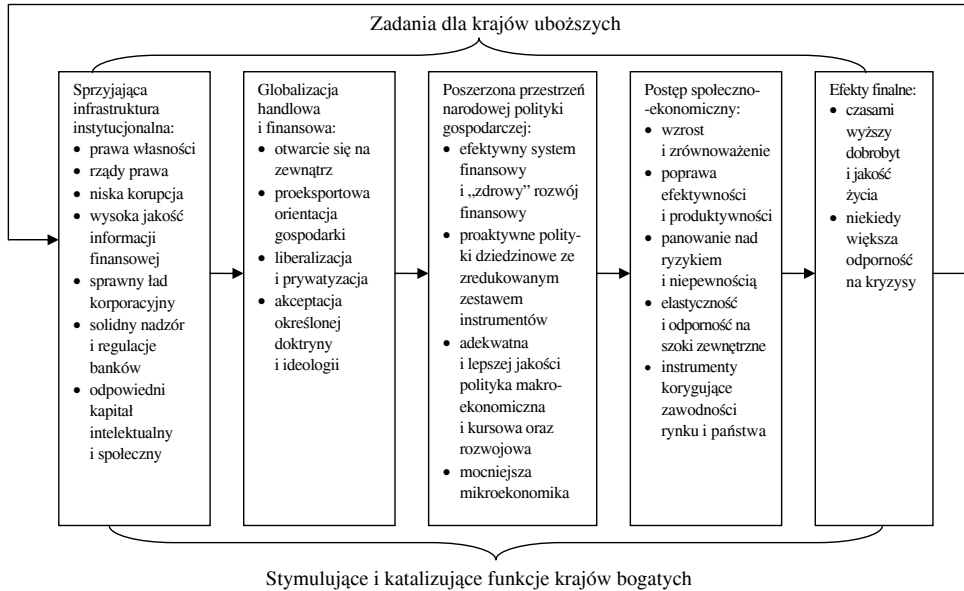 Zadania dla krajów uboższych
Sprzyjająca
infrastruktura
instytucjonalna:
• prawa własności
• rządy prawa
• niska korupcja
• wysoka jakość
informacji
finansowej
• sprawny ład
korporacyjny
• solidny nadzór
i regulacje
banków
• odpowiedni
kapitał
intelektualny
i społeczny
Globalizacja
handlowa
i finansowa:
• otwarcie się na
zewnątrz
• proeksportowa
orientacja
gospodarki
• liberalizacja
i prywatyzacja
• akceptacja
określonej
doktryny
i ideologii
Poszerzona przestrzeń
narodowej polityki
gospodarczej:
• efektywny system
finansowy
i „zdrowy” rozwój
finansowy
• proaktywne polity-
ki dziedzinowe ze
zredukowanym
zestawem
instrumentów
• adekwatna
i lepszej jakości
polityka makro-
ekonomiczna
i kursowa oraz
rozwojowa
• mocniejsza
mikroekonomika
Postęp społeczno-
-ekonomiczny:
• wzrost
i zrównoważenie
• poprawa
efektywności
i produktywności
• panowanie nad
ryzykiem
i niepewnością
• elastyczność
i odporność na
szoki zewnętrzne
• instrumenty
korygujące
zawodności
rynku i państwa
Efekty finalne:
• czasami
wyższy
dobrobyt
i jakość
życia
• niekiedy
większa
odporność
na kryzysy
Stymulujące i katalizujące funkcje krajów bogatych